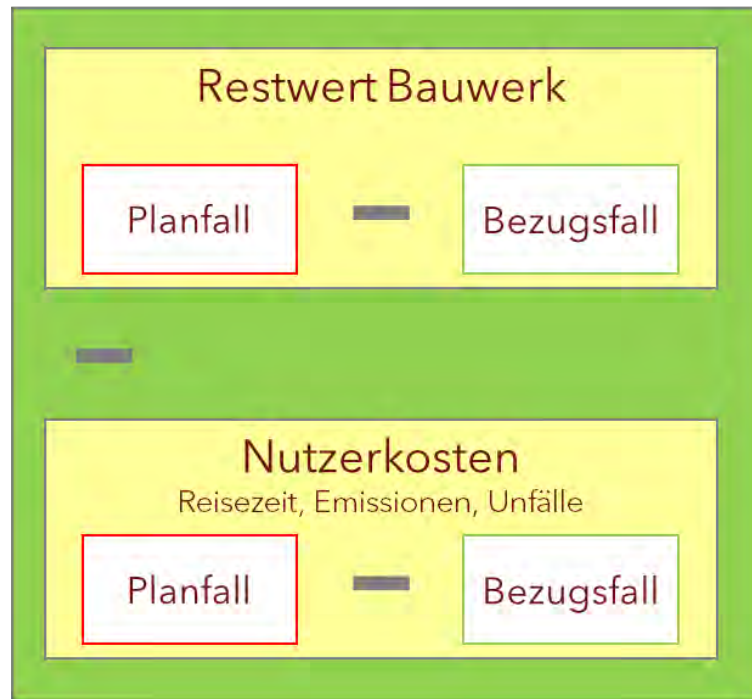 Restwert Bauwerk
Planfall
Bezugsfall
Nutzerkosten
Reisezeit, Emissionen, Unfälle
Planfall
Bezugsfall